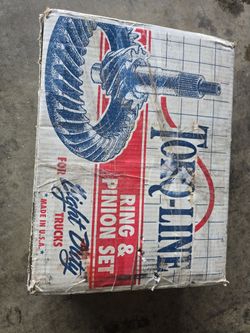 TORQ-LINE
RING &
PINION SET
FOR Light Duty TRUCKS
MADE IN U.S.A.